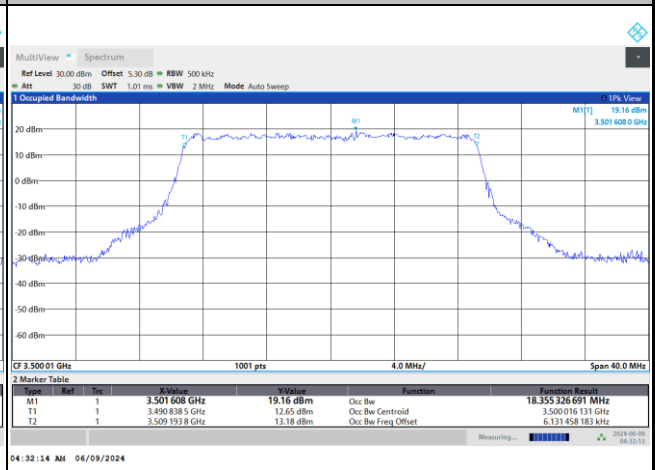 MultiView Spectrum
Ref Level 30.00 dBm Offset 5.30 dB RBW 500 kHz
Att 30 dB SWT 1.01 ms VBW 2 MHz Mode Auto Sweep
1 Occupied Bandwidth 1Pk View
M1[1] 19.16 dBm
3.501 608 0 GHz
M1
20 dBm
T1
T2
10 dBm
0 dBm
-10 dBm
-20 dBm
-30 dBm
-40 dBm
-50 dBm
-60 dBm
CF 3.500 01 GHz 1001 pts 4.0 MHz/ Span 40.0 MHz
2 Marker Table
Type Ref Trc X-Value Y-Value Function Function Result
M1 1 3.501 608 GHz 19.16 dBm Occ Bw 18.355 326 691 MHz
T1 1 3.490 838 5 GHz 12.65 dBm Occ Bw Centroid 3.500 016 131 GHz
T2 1 3.509 193 8 GHz 13.18 dBm Occ Bw Freq Offset 6.131 458 183 kHz
Measuring... 2024-06-09
04:32:13
04:32:14 AM 06/09/2024